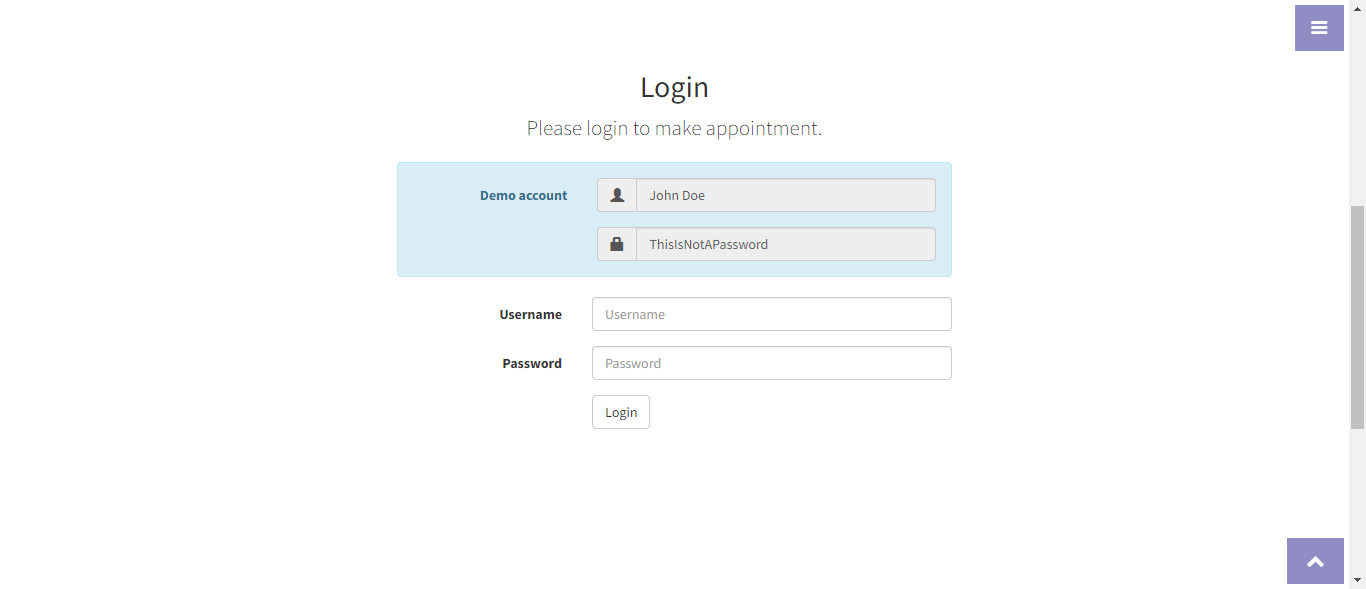 Login
Please login to make appointment.
Demo account
John Doe
ThisIsNotAPassword
Username
Username
Password
Password
Login